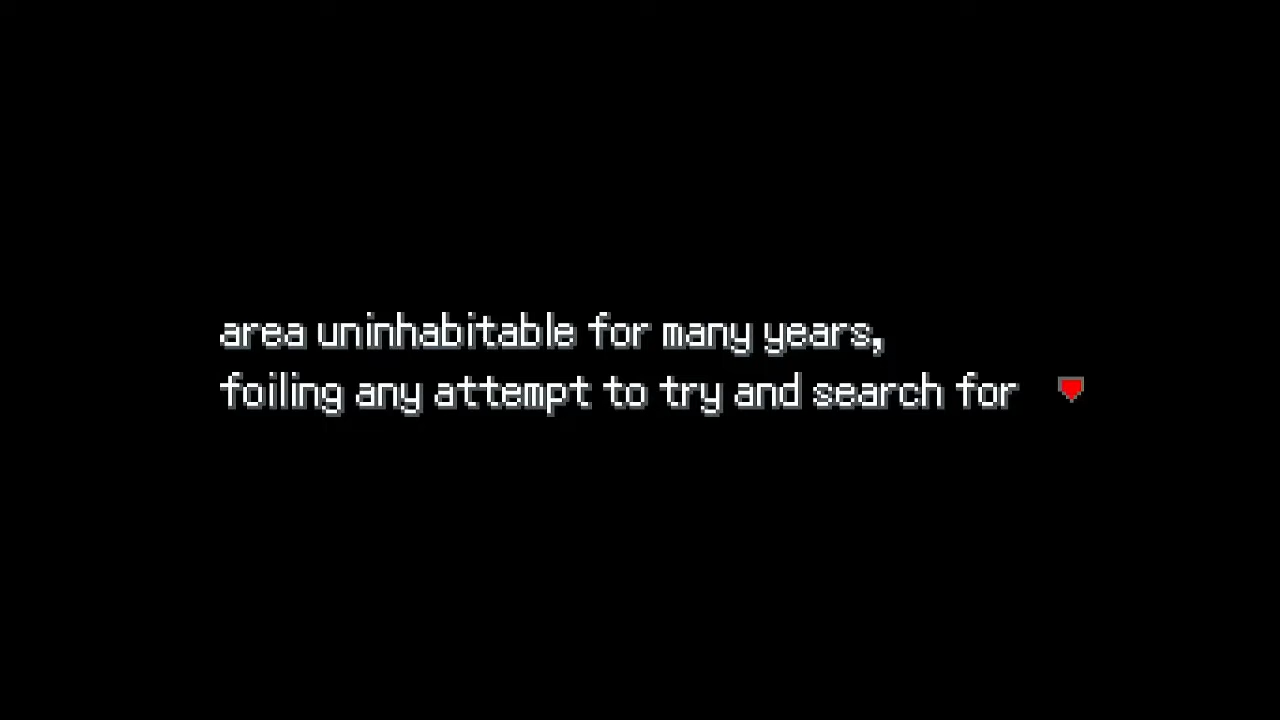 area uninhabitable for many years,
foiling any attempt to try and search for